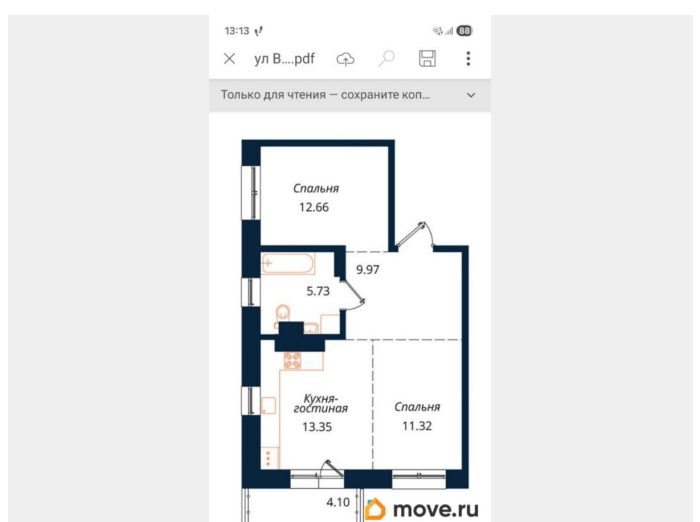 13:13
88
ул В....pdf
Только для чтения — сохраните коп...
Спальня
12.66
9.97
5.73
Кухня-
гостиная
13.35
Спальня
11.32
4.10
move.ru